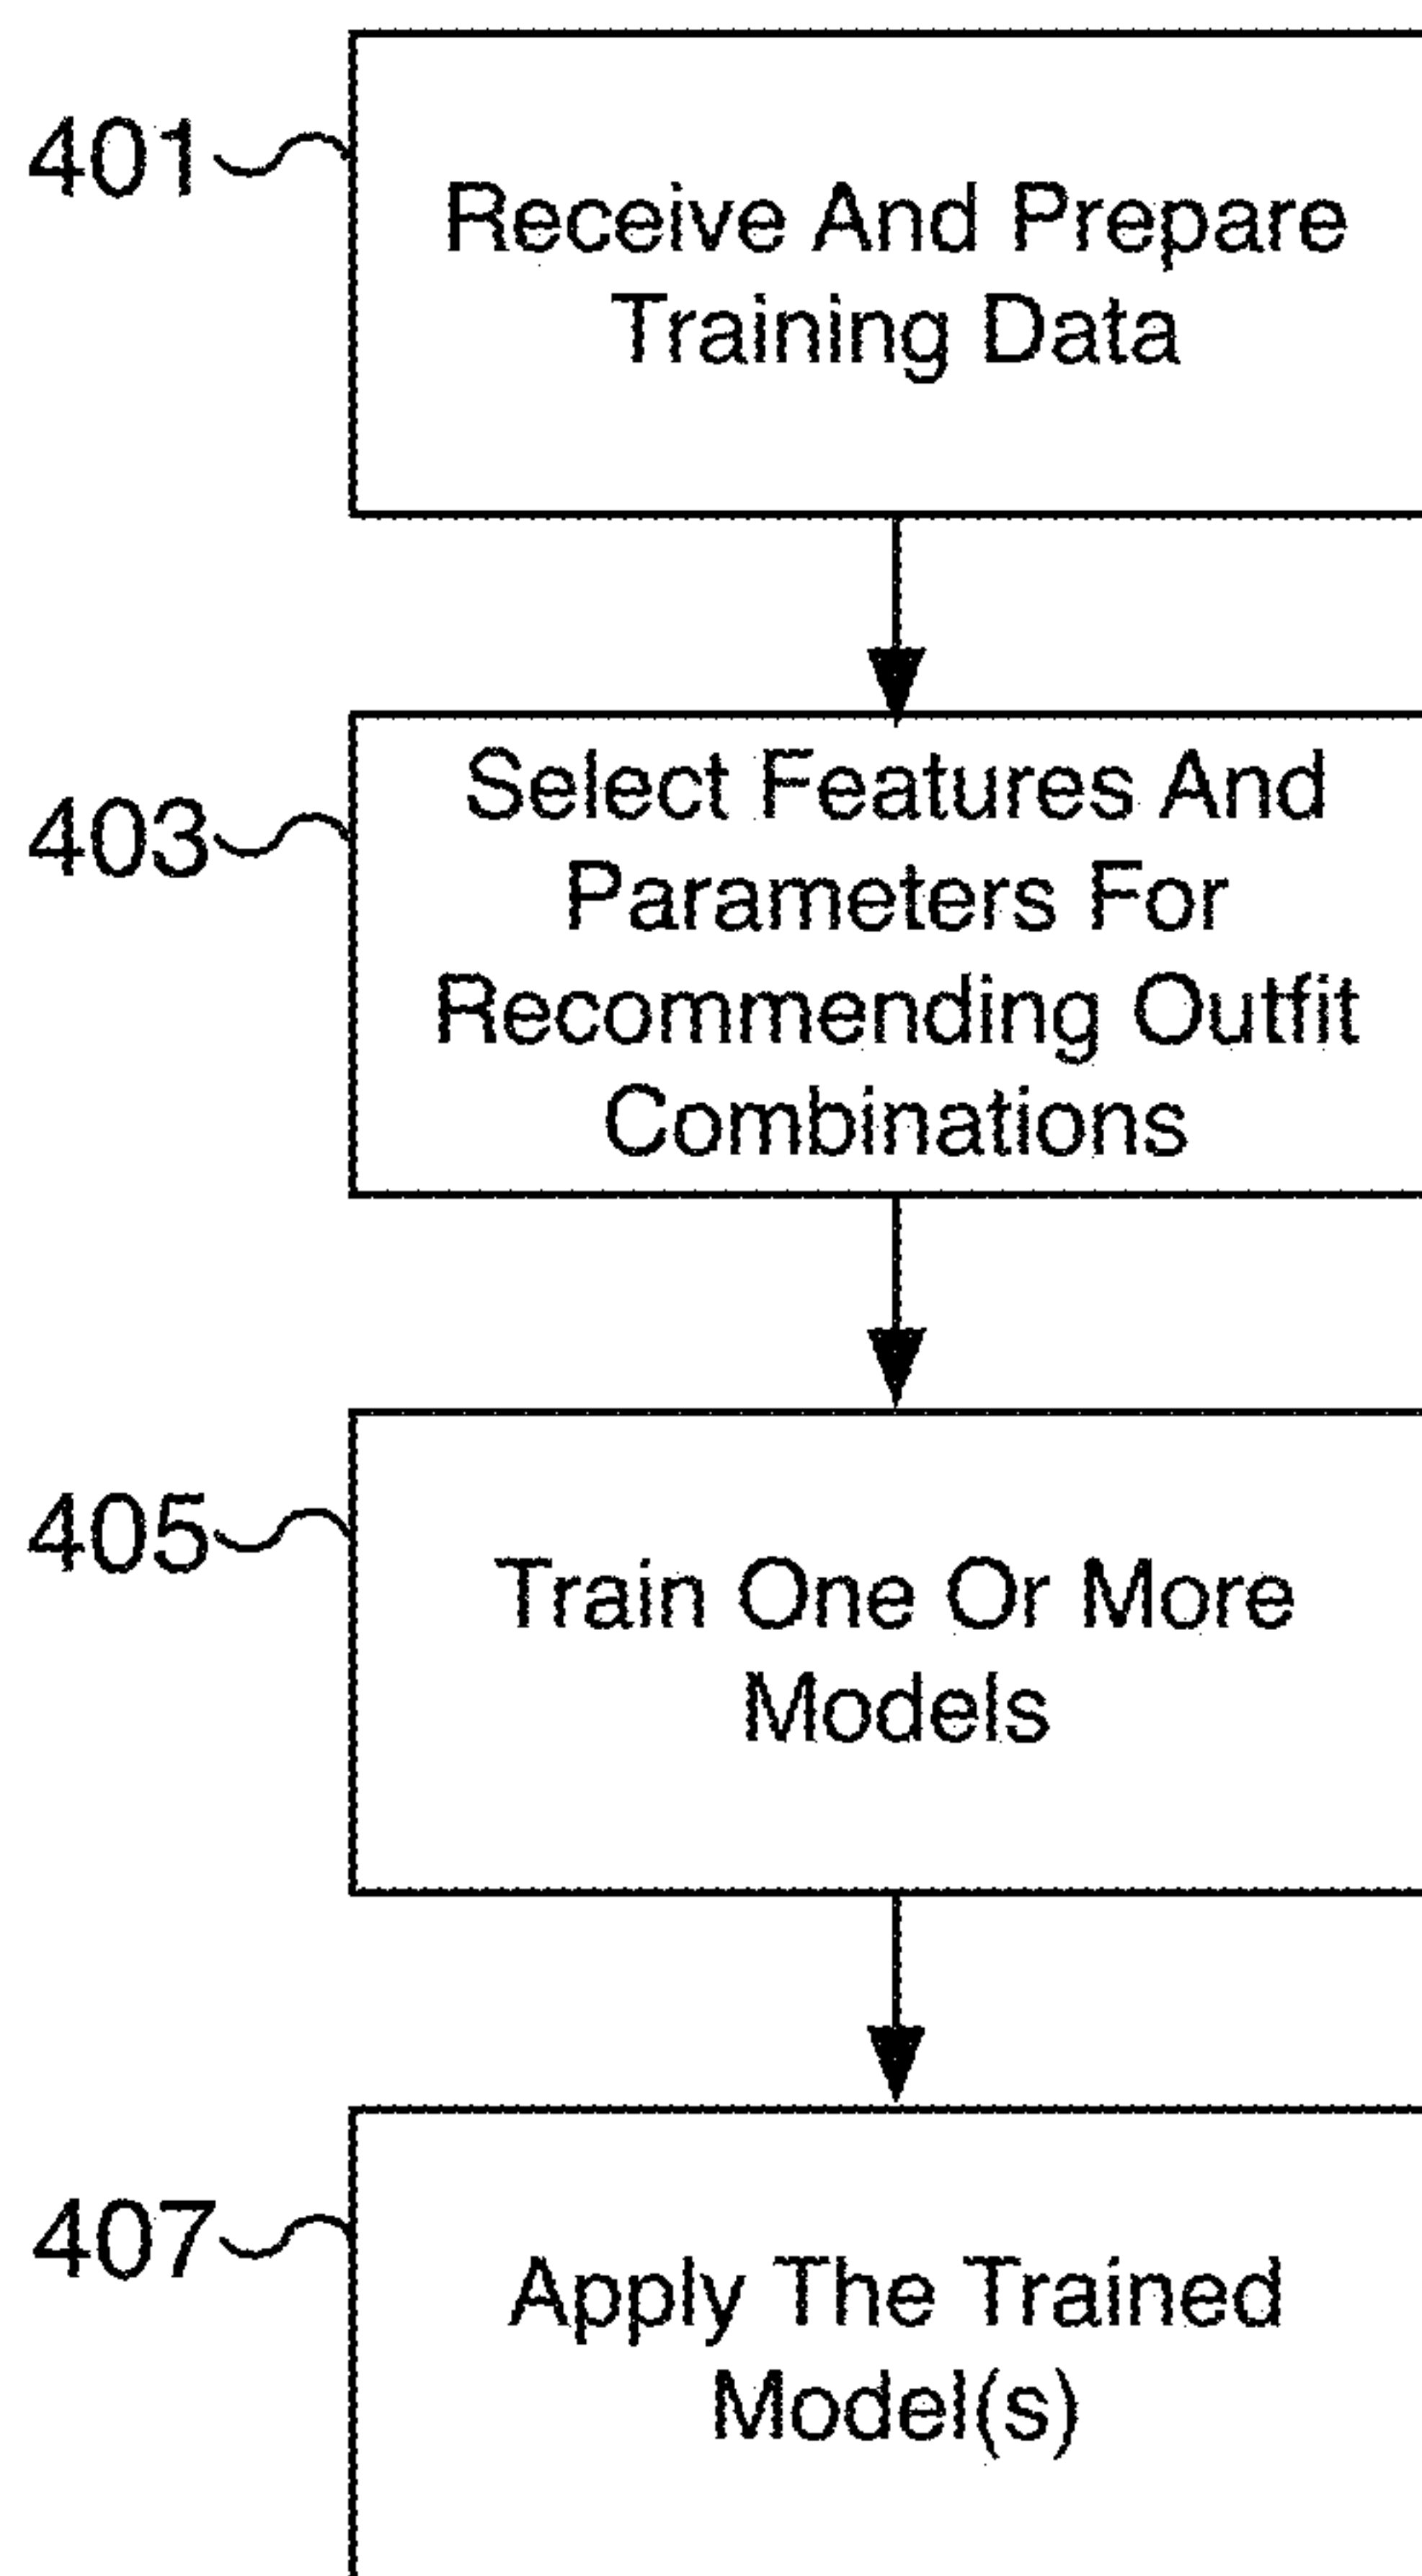 401
Receive And Prepare
Training Data
403
Select Features And
Parameters For
Recommending Outfit
Combinations
405
Train One Or More
Models
407
Apply The Trained
Model(s)